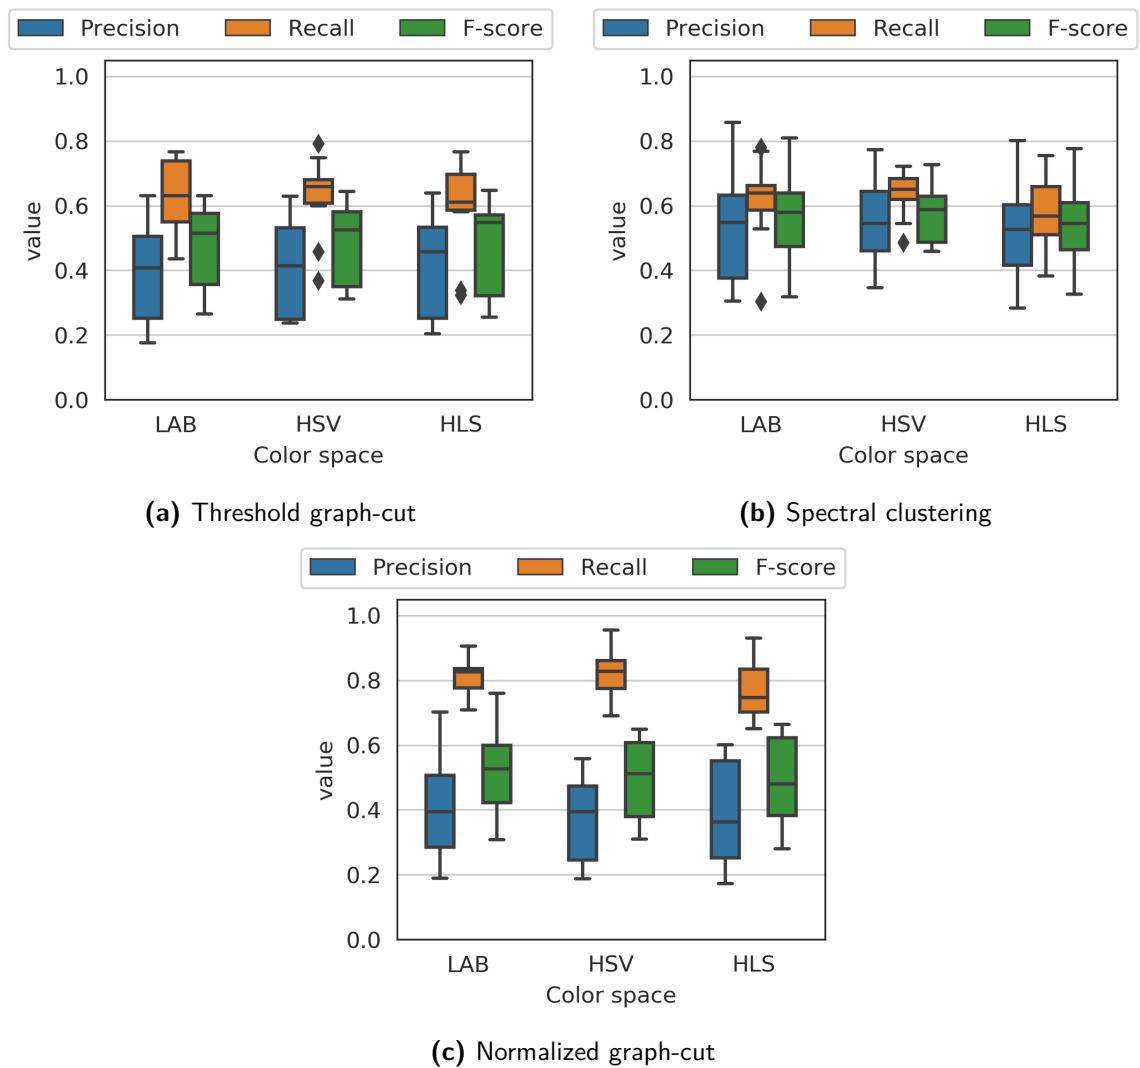 Precision Recall F-score
1.0
0.8
0.6
0.4
0.2
0.0
value
LAB HSV HLS
Color space
(a) Threshold graph-cut
Precision Recall F-score
1.0
0.8
0.6
0.4
0.2
0.0
value
LAB HSV HLS
Color space
(b) Spectral clustering
Precision Recall F-score
1.0
0.8
0.6
0.4
0.2
0.0
value
LAB HSV HLS
Color space
(c) Normalized graph-cut